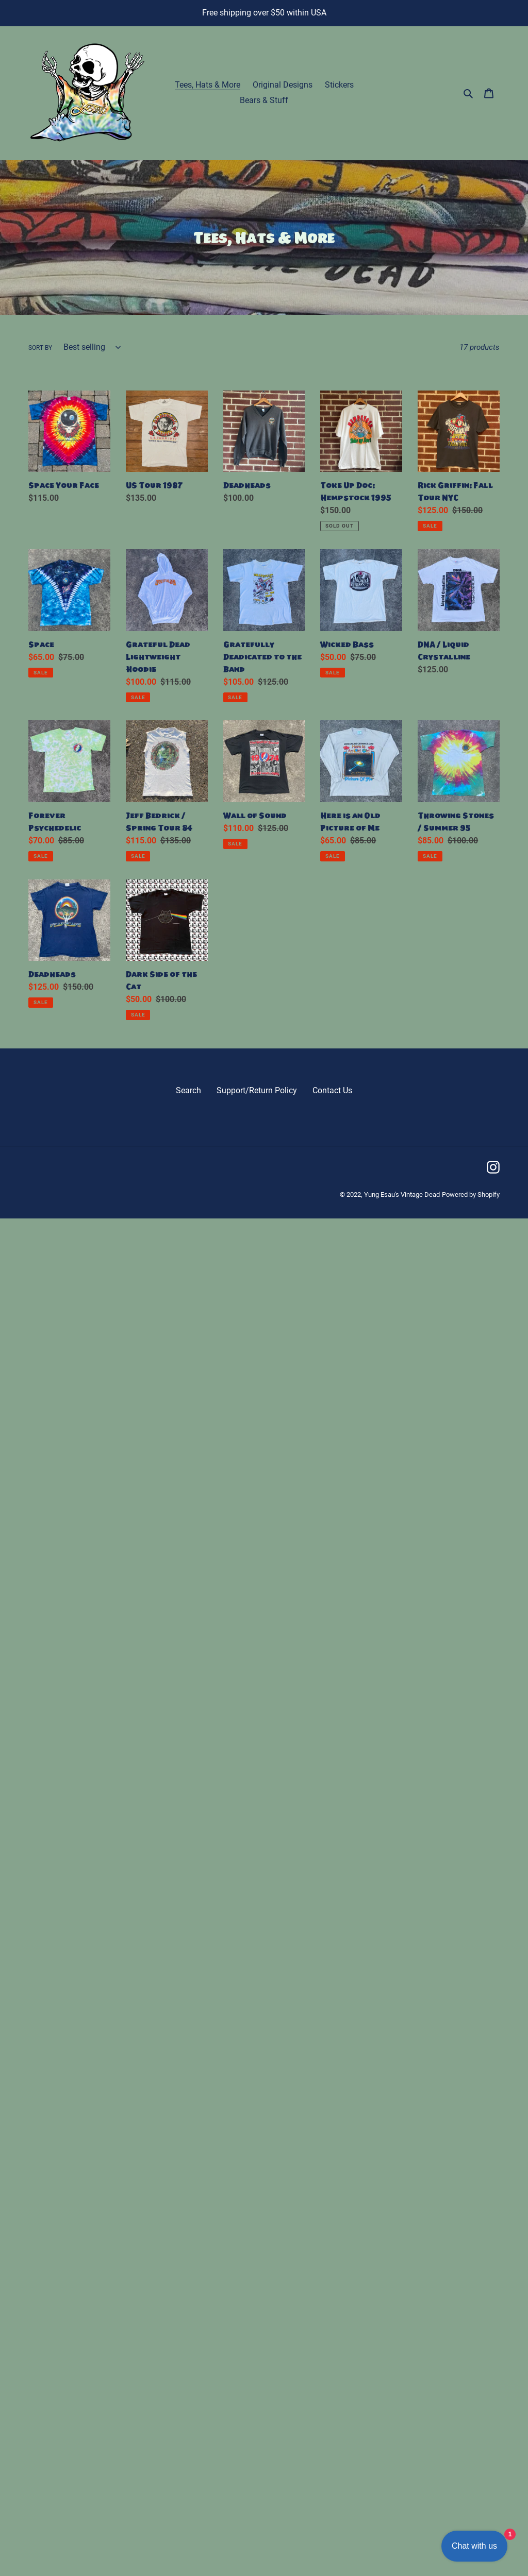 Free shipping over $50 within USA
Tees, Hats & More Original Designs Stickers
Bears & Stuff
Tees, Hats & More
THE DEAD
SORT BY Best selling 17 products
Space Your Face
$115.00
US Tour 1987
$135.00
Deadheads
$100.00
Toke Up Doc; Hempstock 1995
$150.00
SOLD OUT
Rick Griffin; Fall Tour NYC
$125.00 $150.00
SALE
Space
$65.00 $75.00
SALE
Grateful Dead Lightweight Hoodie
$100.00 $115.00
SALE
Gratefully Deadicated to the Band
$105.00 $125.00
SALE
Wicked Bass
$50.00 $75.00
SALE
DNA / Liquid Crystalline
$125.00
Forever Psychedelic
$70.00 $85.00
SALE
Jeff Bedrick / Spring Tour 84
$115.00 $135.00
SALE
Wall of Sound
$110.00 $125.00
SALE
Here is an Old Picture of Me
$65.00 $85.00
SALE
Throwing Stones / Summer 95
$85.00 $100.00
SALE
Deadheads
$125.00 $150.00
SALE
Dark Side of the Cat
$50.00 $100.00
SALE
Search Support/Return Policy Contact Us
© 2022, Yung Esau's Vintage Dead Powered by Shopify
1
Chat with us